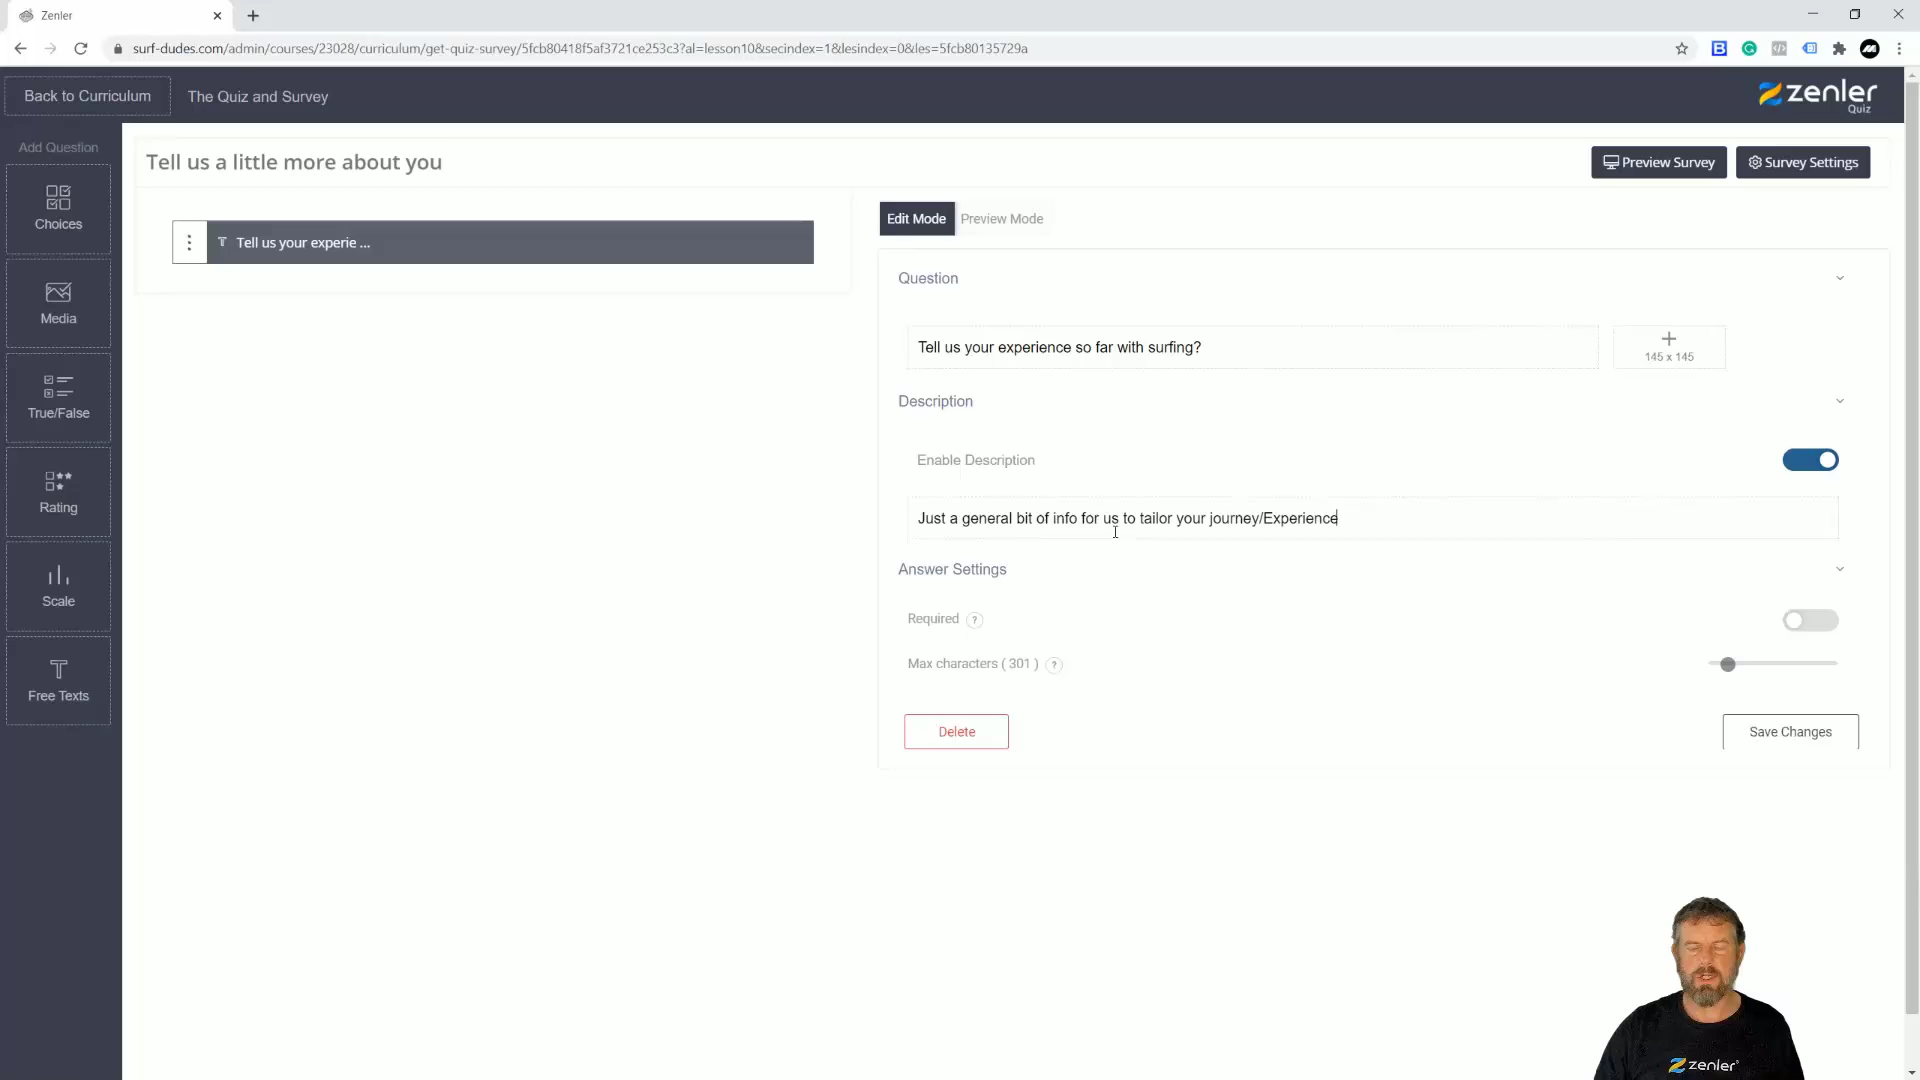 Zenler
surf-dudes.com/admin/courses/23028/curriculum/get-quiz-survey/5fcb80418f5af3721ce253c3?al=lesson10&secindex=1&lesindex=0&les=5fcb80135729a
Back to Curriculum
The Quiz and Survey
zenler
Quiz
Add Question
Choices
Media
True/False
Rating
Scale
Free Texts
Tell us a little more about you
Preview Survey
Survey Settings
Tell us your experie ...
Edit Mode
Preview Mode
Question
Tell us your experience so far with surfing?
145 x 145
Description
Enable Description
Just a general bit of info for us to tailor your journey/Experience
Answer Settings
Required ?
Max characters ( 301 ) ?
Delete
Save Changes
zenler